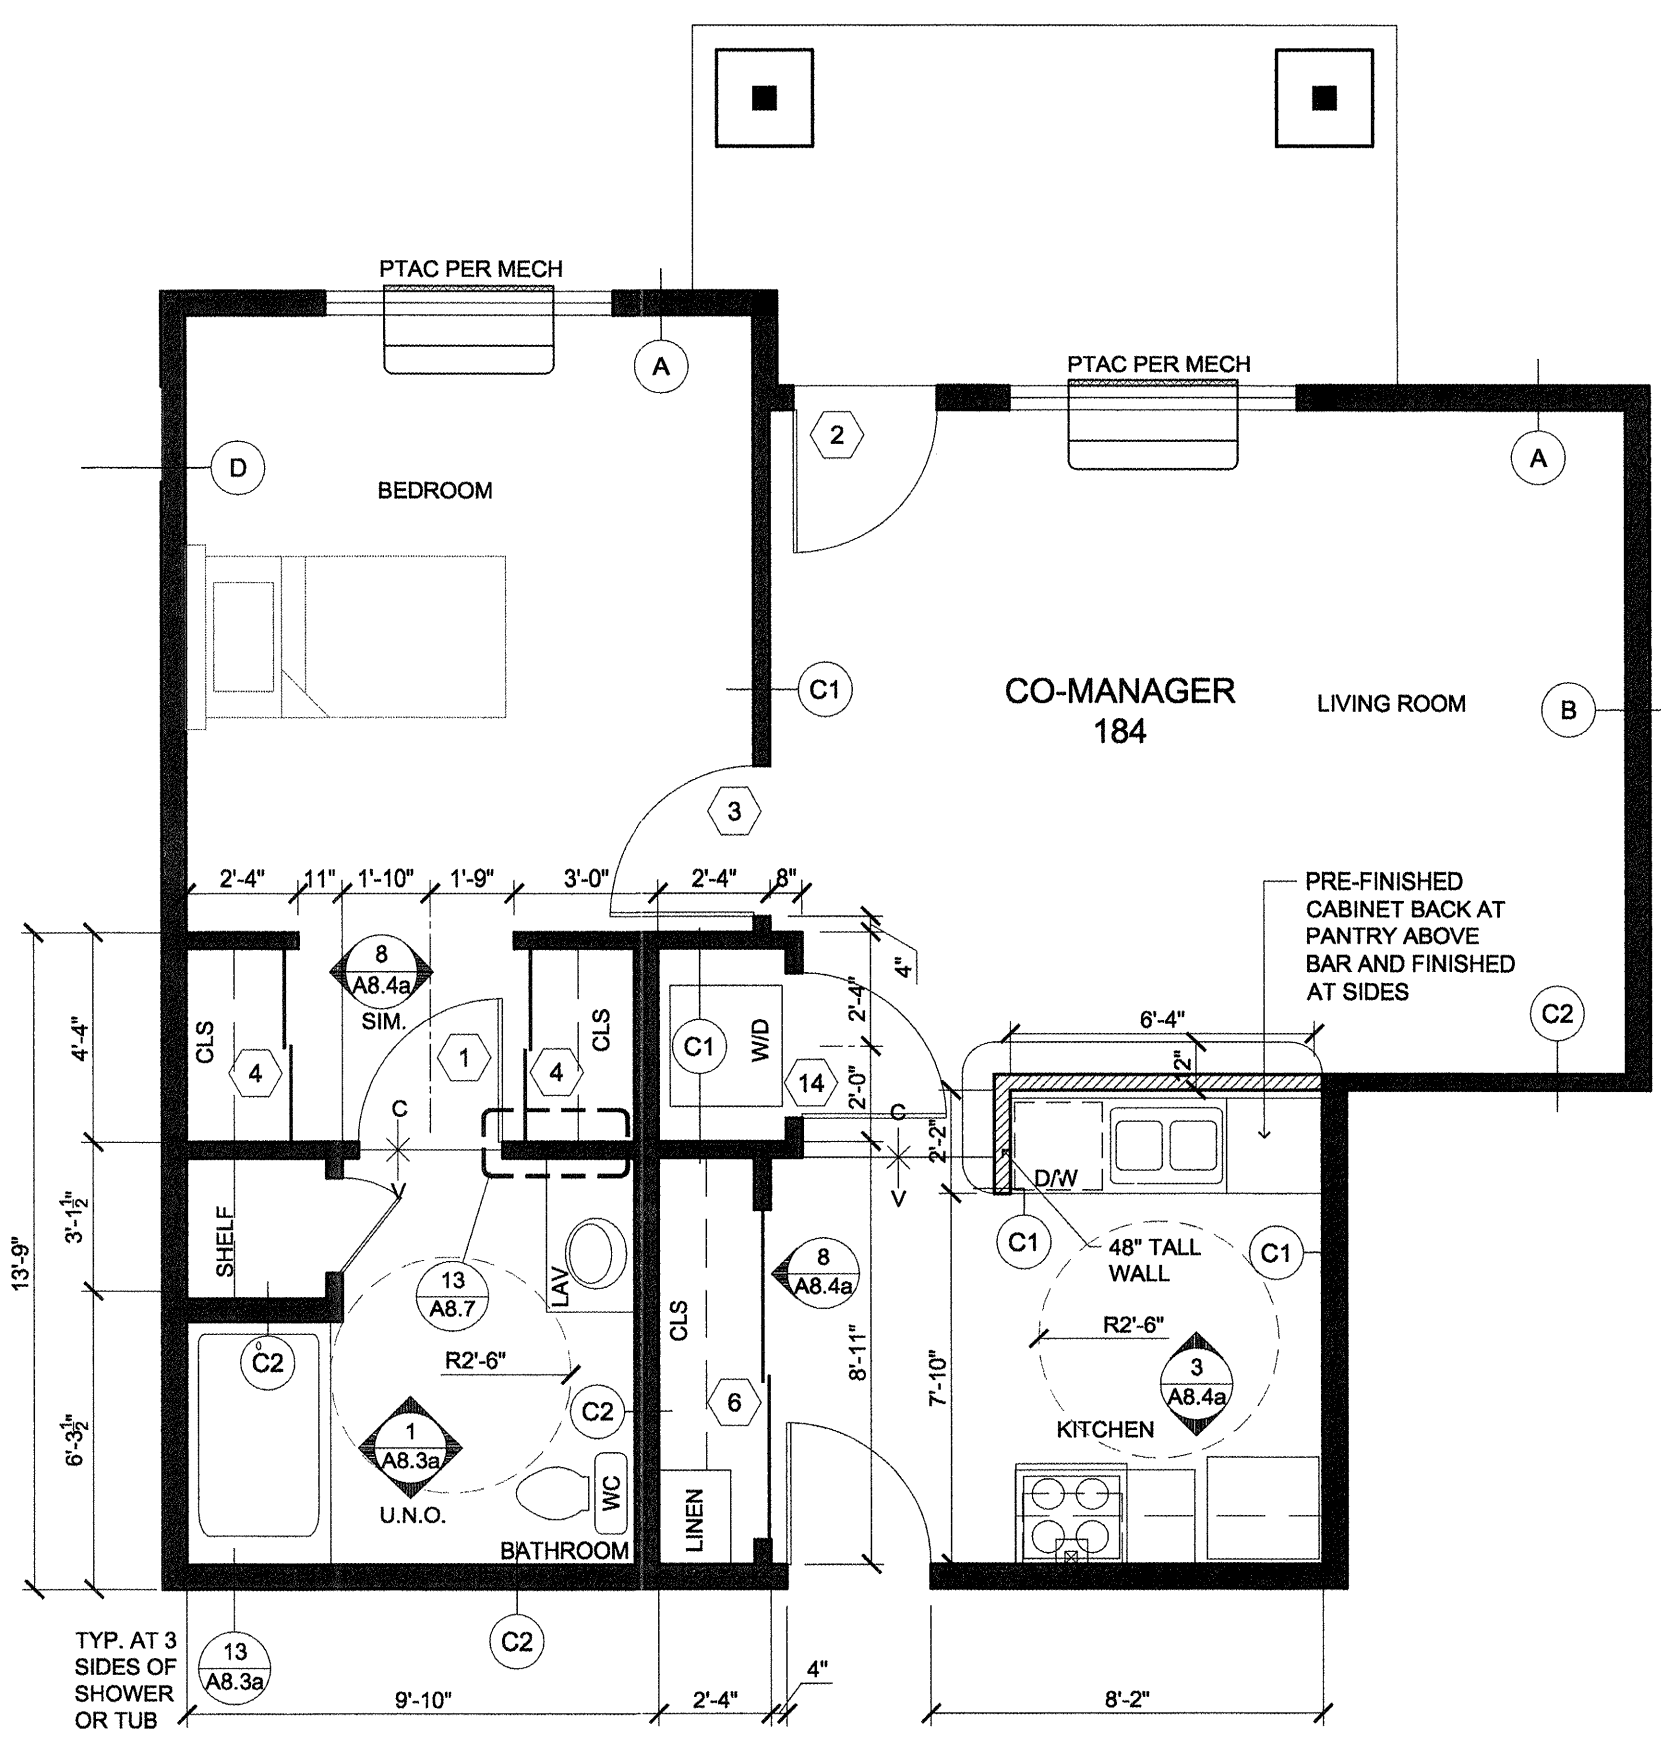 PTAC PER MECH
A
PTAC PER MECH
2
A
D
BEDROOM
C1
CO-MANAGER
184
LIVING ROOM
B
3
2'-4"
11"
1'-10"
1'-9"
3'-0"
2'-4"
8"
PRE-FINISHED
CABINET BACK AT
PANTRY ABOVE
BAR AND FINISHED
AT SIDES
8
A8.4a
SIM.
4"
2'-4"
6'-4"
C2
4'-4"
CLS
4
1
4
CLS
C1
W/D
14
2'-0"
12"
C
C
2'-2"
V
V
D/W
13'-9"
3'-1½"
SHELF
LAV
C1
48" TALL
WALL
C1
13
A8.7
8
A8.4a
CLS
C2
R2'-6"
8'-11"
R2'-6"
3
A8.4a
7'-10"
6'-3½"
C2
6
1
A8.3a
U.N.O.
KITCHEN
WC
LINEN
BATHROOM
TYP. AT 3
SIDES OF
SHOWER
OR TUB
13
A8.3a
C2
4"
9'-10"
2'-4"
8'-2"